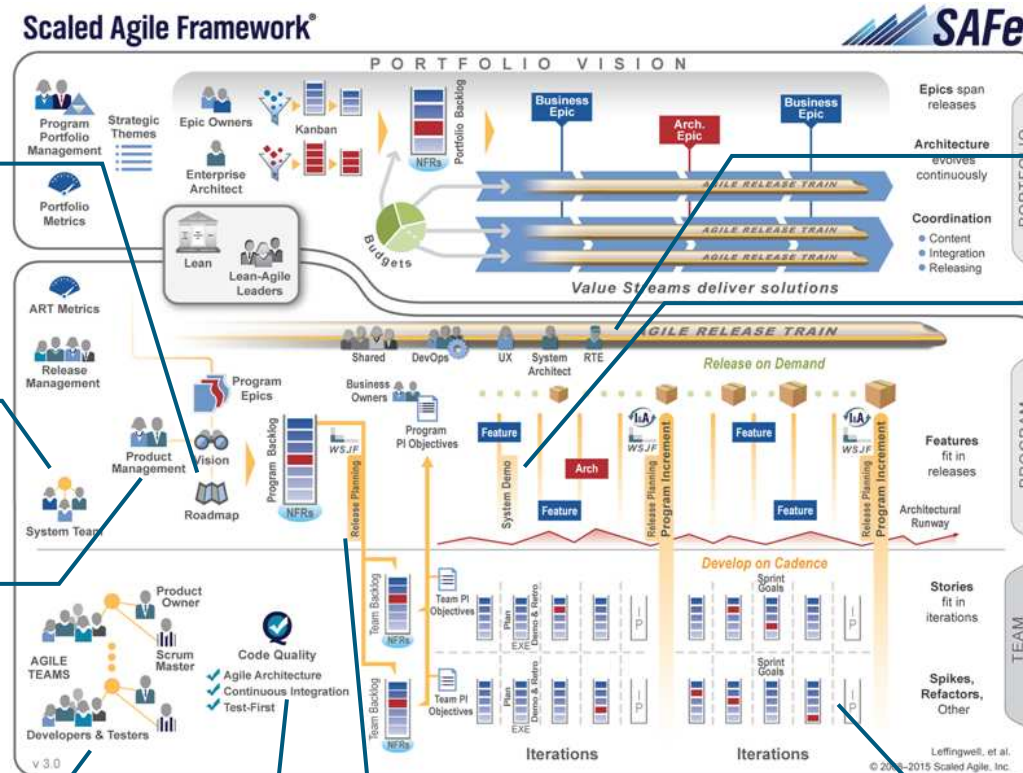 Scaled Agile Framework®
SAFe
PORTFOLIO VISION
Program
Portfolio
Management
Strategic
Themes
Portfolio
Metrics
Epic Owners
Kanban
Enterprise
Architect
Portfolio Backlog
NFRs
Business
Epic
Arch.
Epic
Business
Epic
AGILE RELEASE TRAIN
AGILE RELEASE TRAIN
AGILE RELEASE TRAIN
Epics span
releases
Architecture
evolves
continuously
Coordination
Content
Integration
Releasing
PORTFOLIO
Budgets
Lean
Lean-Agile
Leaders
Value Streams deliver solutions
ART Metrics
Release
Management
AGILE RELEASE TRAIN
Shared
DevOps
UX
System
Architect
RTE
Release on Demand
Program
Epics
Business
Owners
Program
PI Objectives
Product
Management
Vision
Roadmap
System Team
Program Backlog
NFRs
WSJF
Release Planning
Feature
System Demo
Arch
Feature
I&A
WSJF
Release Planning
Program Increment
Feature
Feature
I&A
WSJF
Release Planning
Program Increment
Features
fit in
releases
Architectural
Runway
PROGRAM
Develop on Cadence
Product
Owner
Scrum
Master
AGILE
TEAMS
Developers & Testers
Code Quality
Agile Architecture
Continuous Integration
Test-First
Team Backlog
NFRs
Team PI
Objectives
Plan
EXE
Demo & Retro
I
P
Sprint
Goals
I
P
Stories
fit in
iterations
Team Backlog
NFRs
Team PI
Objectives
Plan
EXE
Demo & Retro
I
P
Sprint
Goals
I
P
Spikes,
Refactors,
Other
TEAM
Iterations
Iterations
v 3.0
Leffingwell, et al.
© 2008–2015 Scaled Agile, Inc.